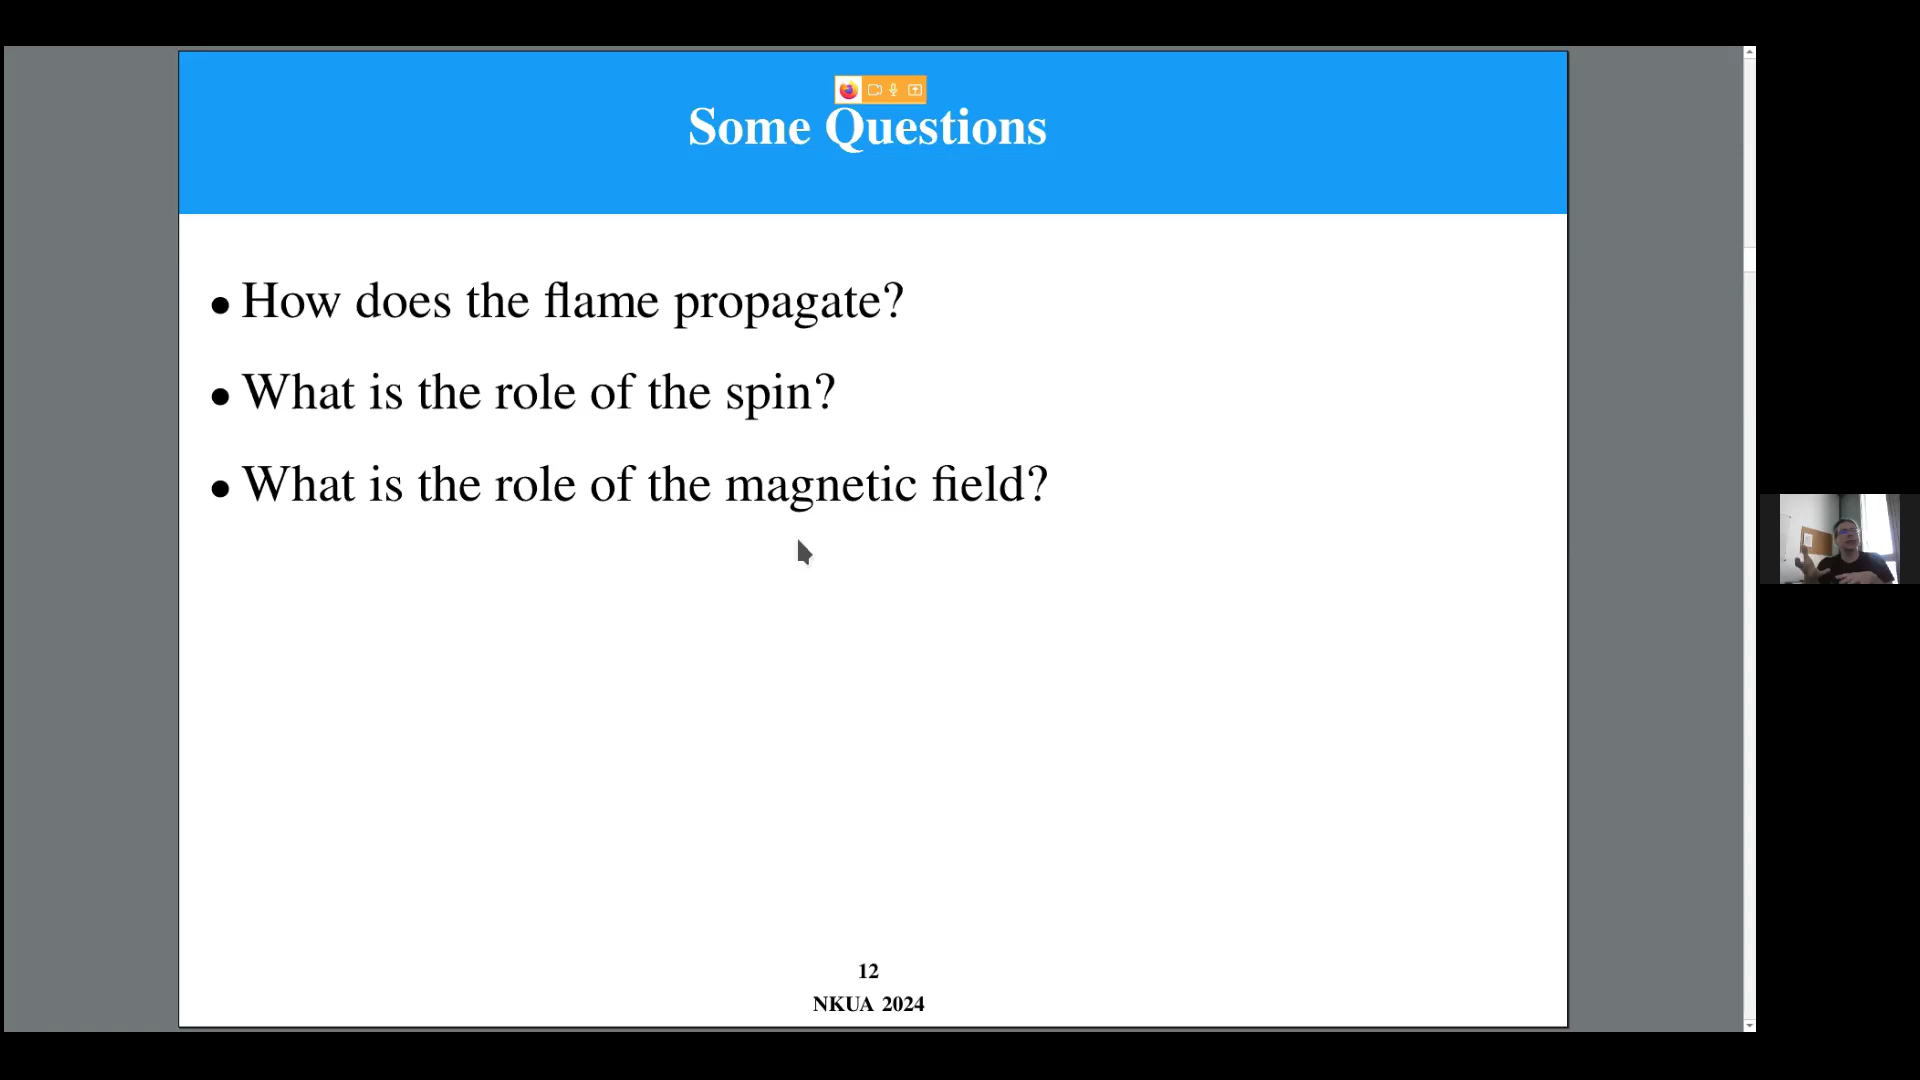 Some Questions
• How does the flame propagate?
• What is the role of the spin?
• What is the role of the magnetic field?
12
NKUA 2024